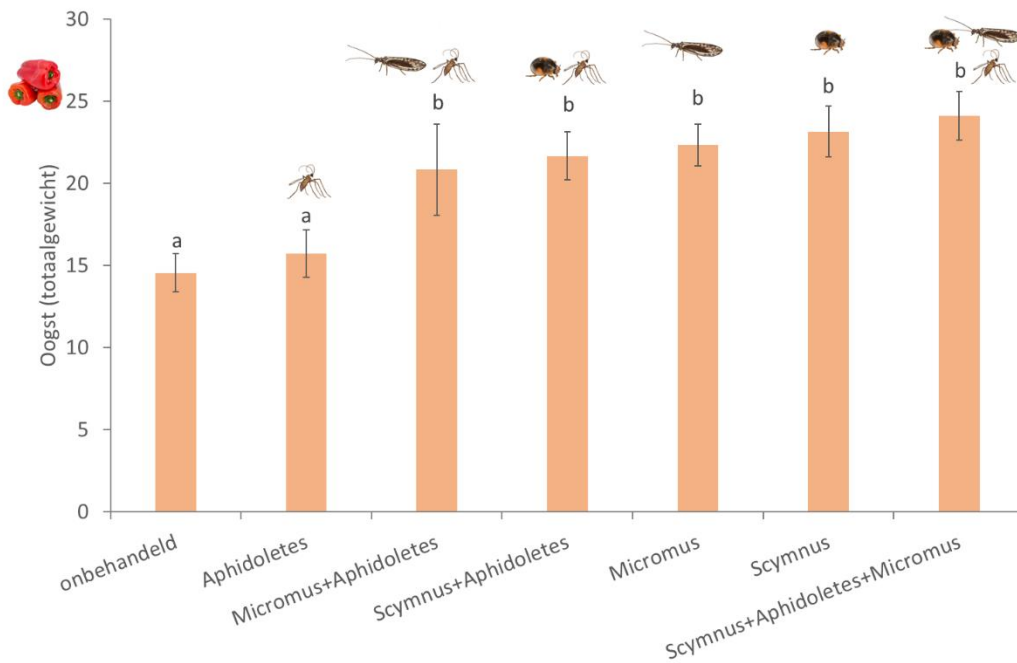 30
25
20
15
10
5
0
Oogst (totaalgewicht)
a
a
b
b
b
b
b
onbehandeld
Aphidoletes
Micromus+Aphidoletes
Scymnus+Aphidoletes
Micromus
Scymnus
Scymnus+Aphidoletes+Micromus